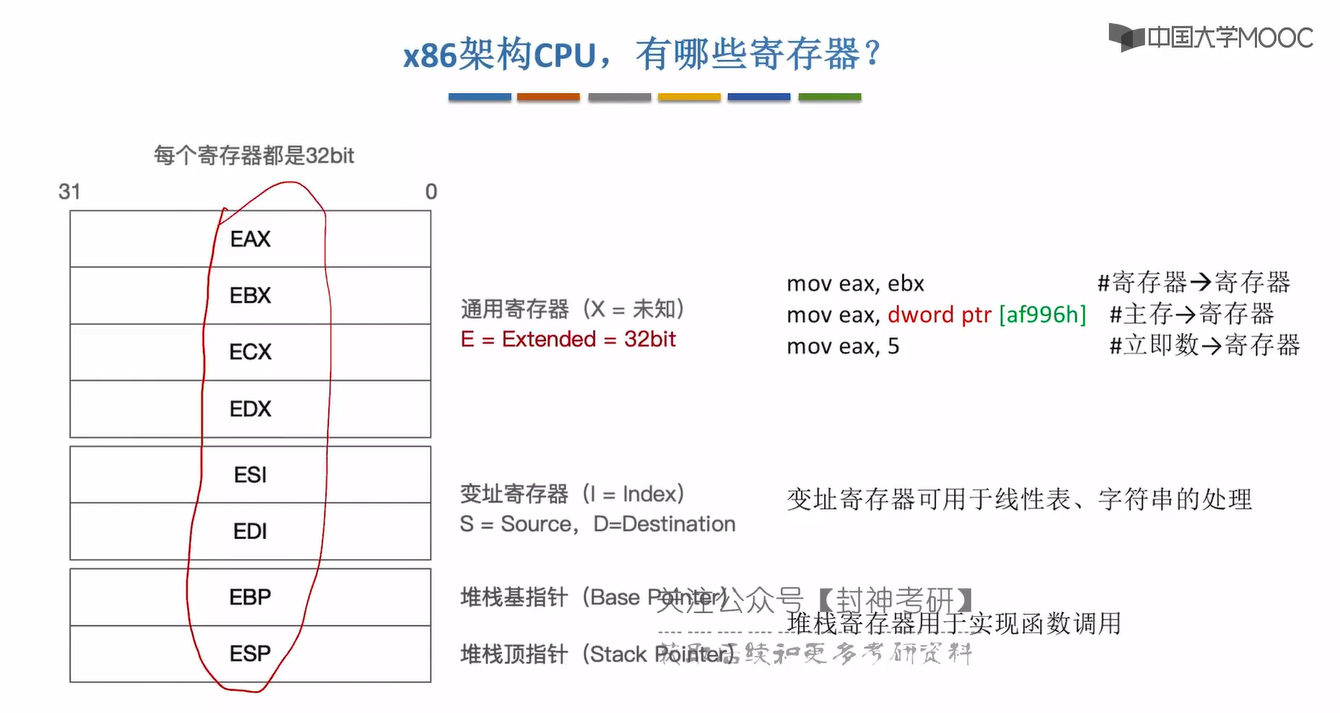 x86架构CPU，有哪些寄存器？
中国大学MOOC
每个寄存器都是32bit
31
0
EAX
EBX
ECX
EDX
通用寄存器（X = 未知）
E = Extended = 32bit
mov eax, ebx #寄存器→寄存器
mov eax, dword ptr [af996h] #主存→寄存器
mov eax, 5 #立即数→寄存器
ESI
EDI
变址寄存器（I = Index）
S = Source，D=Destination
变址寄存器可用于线性表、字符串的处理
EBP
堆栈基指针（Base Pointer）
关注公众号【封神考研】
堆栈寄存器用于实现函数调用
ESP
堆栈顶指针（Stack Pointer）
获取后续和更多考研资料